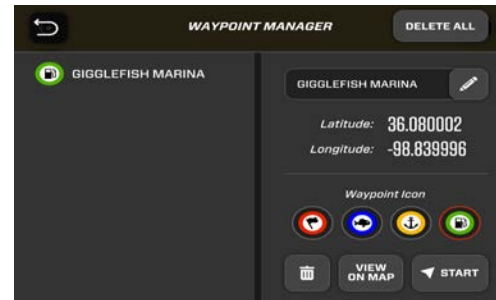 WAYPOINT MANAGER
DELETE ALL
GIGGLEFISH MARINA
GIGGLEFISH MARINA
Latitude: 36.080002
Longitude: -98.839996
Waypoint Icon
VIEW
ON MAP
START